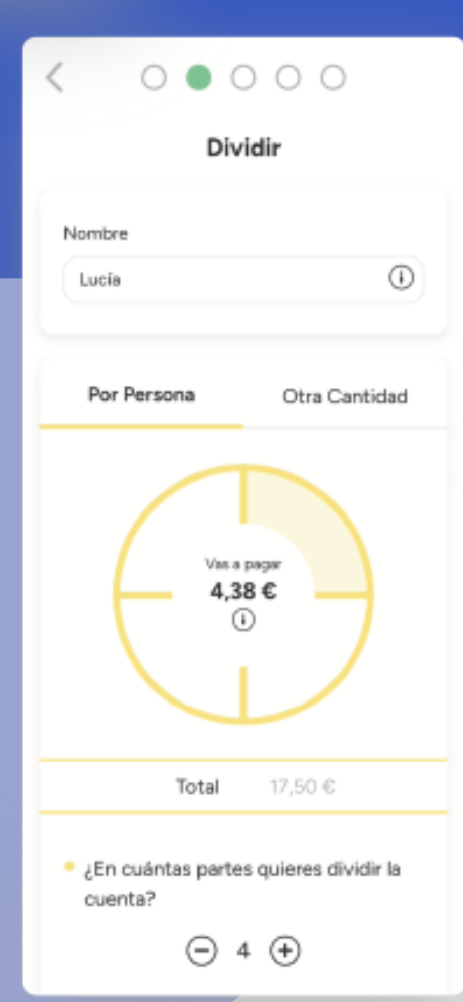 Dividir
Nombre
Lucía
Por Persona
Otra Cantidad
Vas a pagar
4,38 €
Total 17,50 €
¿En cuántas partes quieres dividir la
cuenta?
4